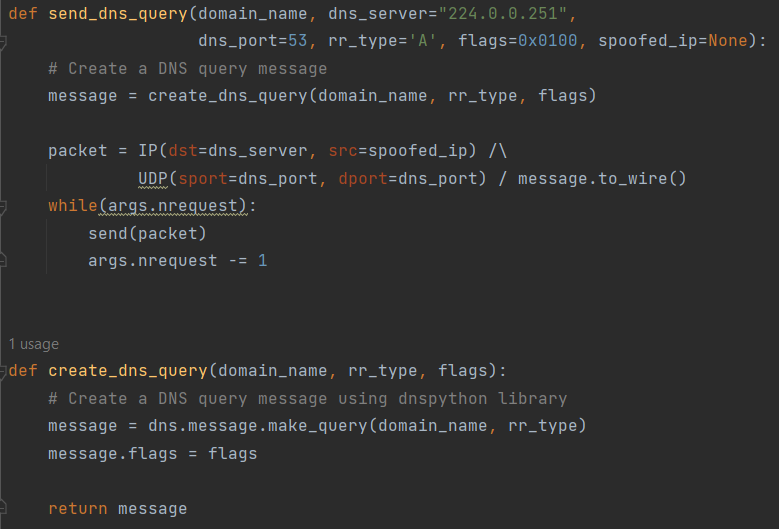 def send_dns_query(domain_name, dns_server="224.0.0.251",
                   dns_port=53, rr_type='A', flags=0x0100, spoofed_ip=None):
    # Create a DNS query message
    message = create_dns_query(domain_name, rr_type, flags)

    packet = IP(dst=dns_server, src=spoofed_ip) /\
             UDP(sport=dns_port, dport=dns_port) / message.to_wire()
    while(args.nrequest):
        send(packet)
        args.nrequest -= 1

1 usage
def create_dns_query(domain_name, rr_type, flags):
    # Create a DNS query message using dnspython library
    message = dns.message.make_query(domain_name, rr_type)
    message.flags = flags

    return message